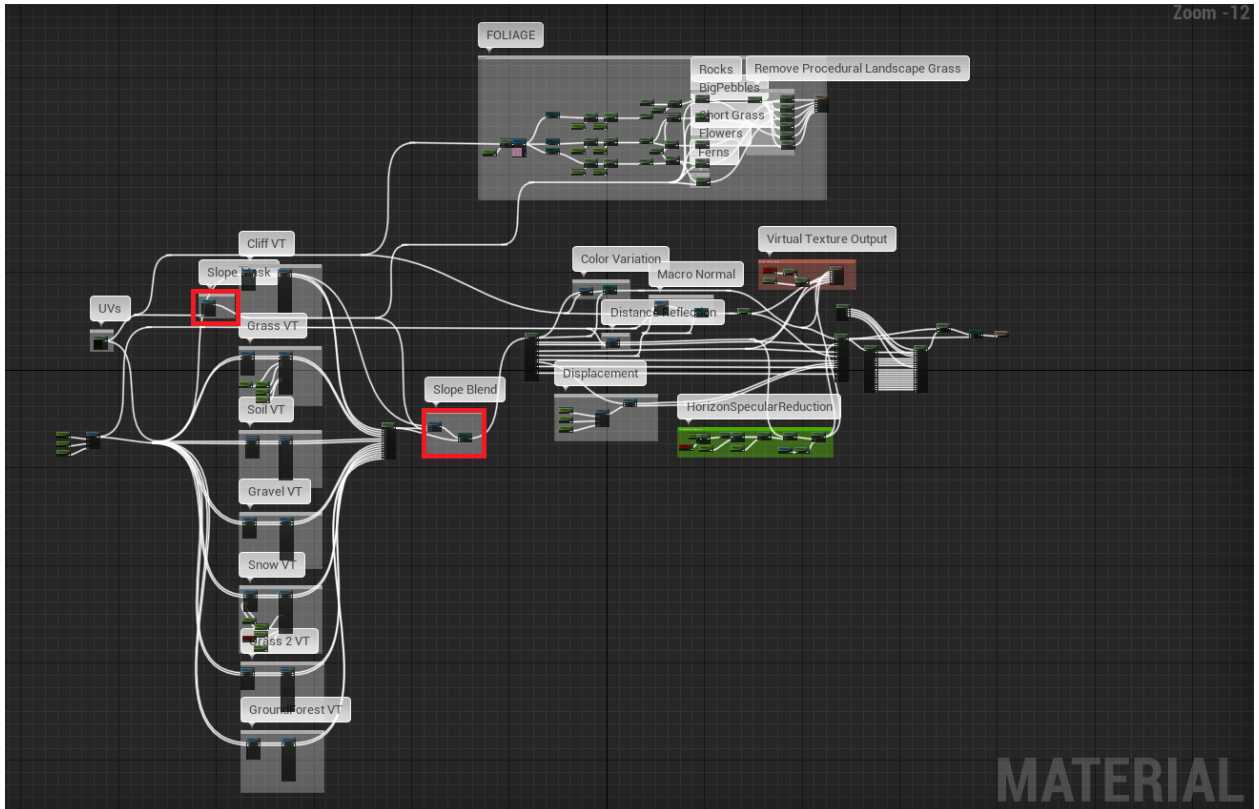 Zoom -12
FOLIAGE
Rocks
Remove Procedural Landscape Grass
BigPebbles
Short Grass
Flowers
Ferns
Cliff VT
Virtual Texture Output
Color Variation
Slope Mask
Macro Normal
UVs
Distance Reflection
Grass VT
Displacement
Slope Blend
Soil VT
HorizonSpecularReduction
Gravel VT
Snow VT
Grass 2 VT
GroundForest VT
MATERIAL